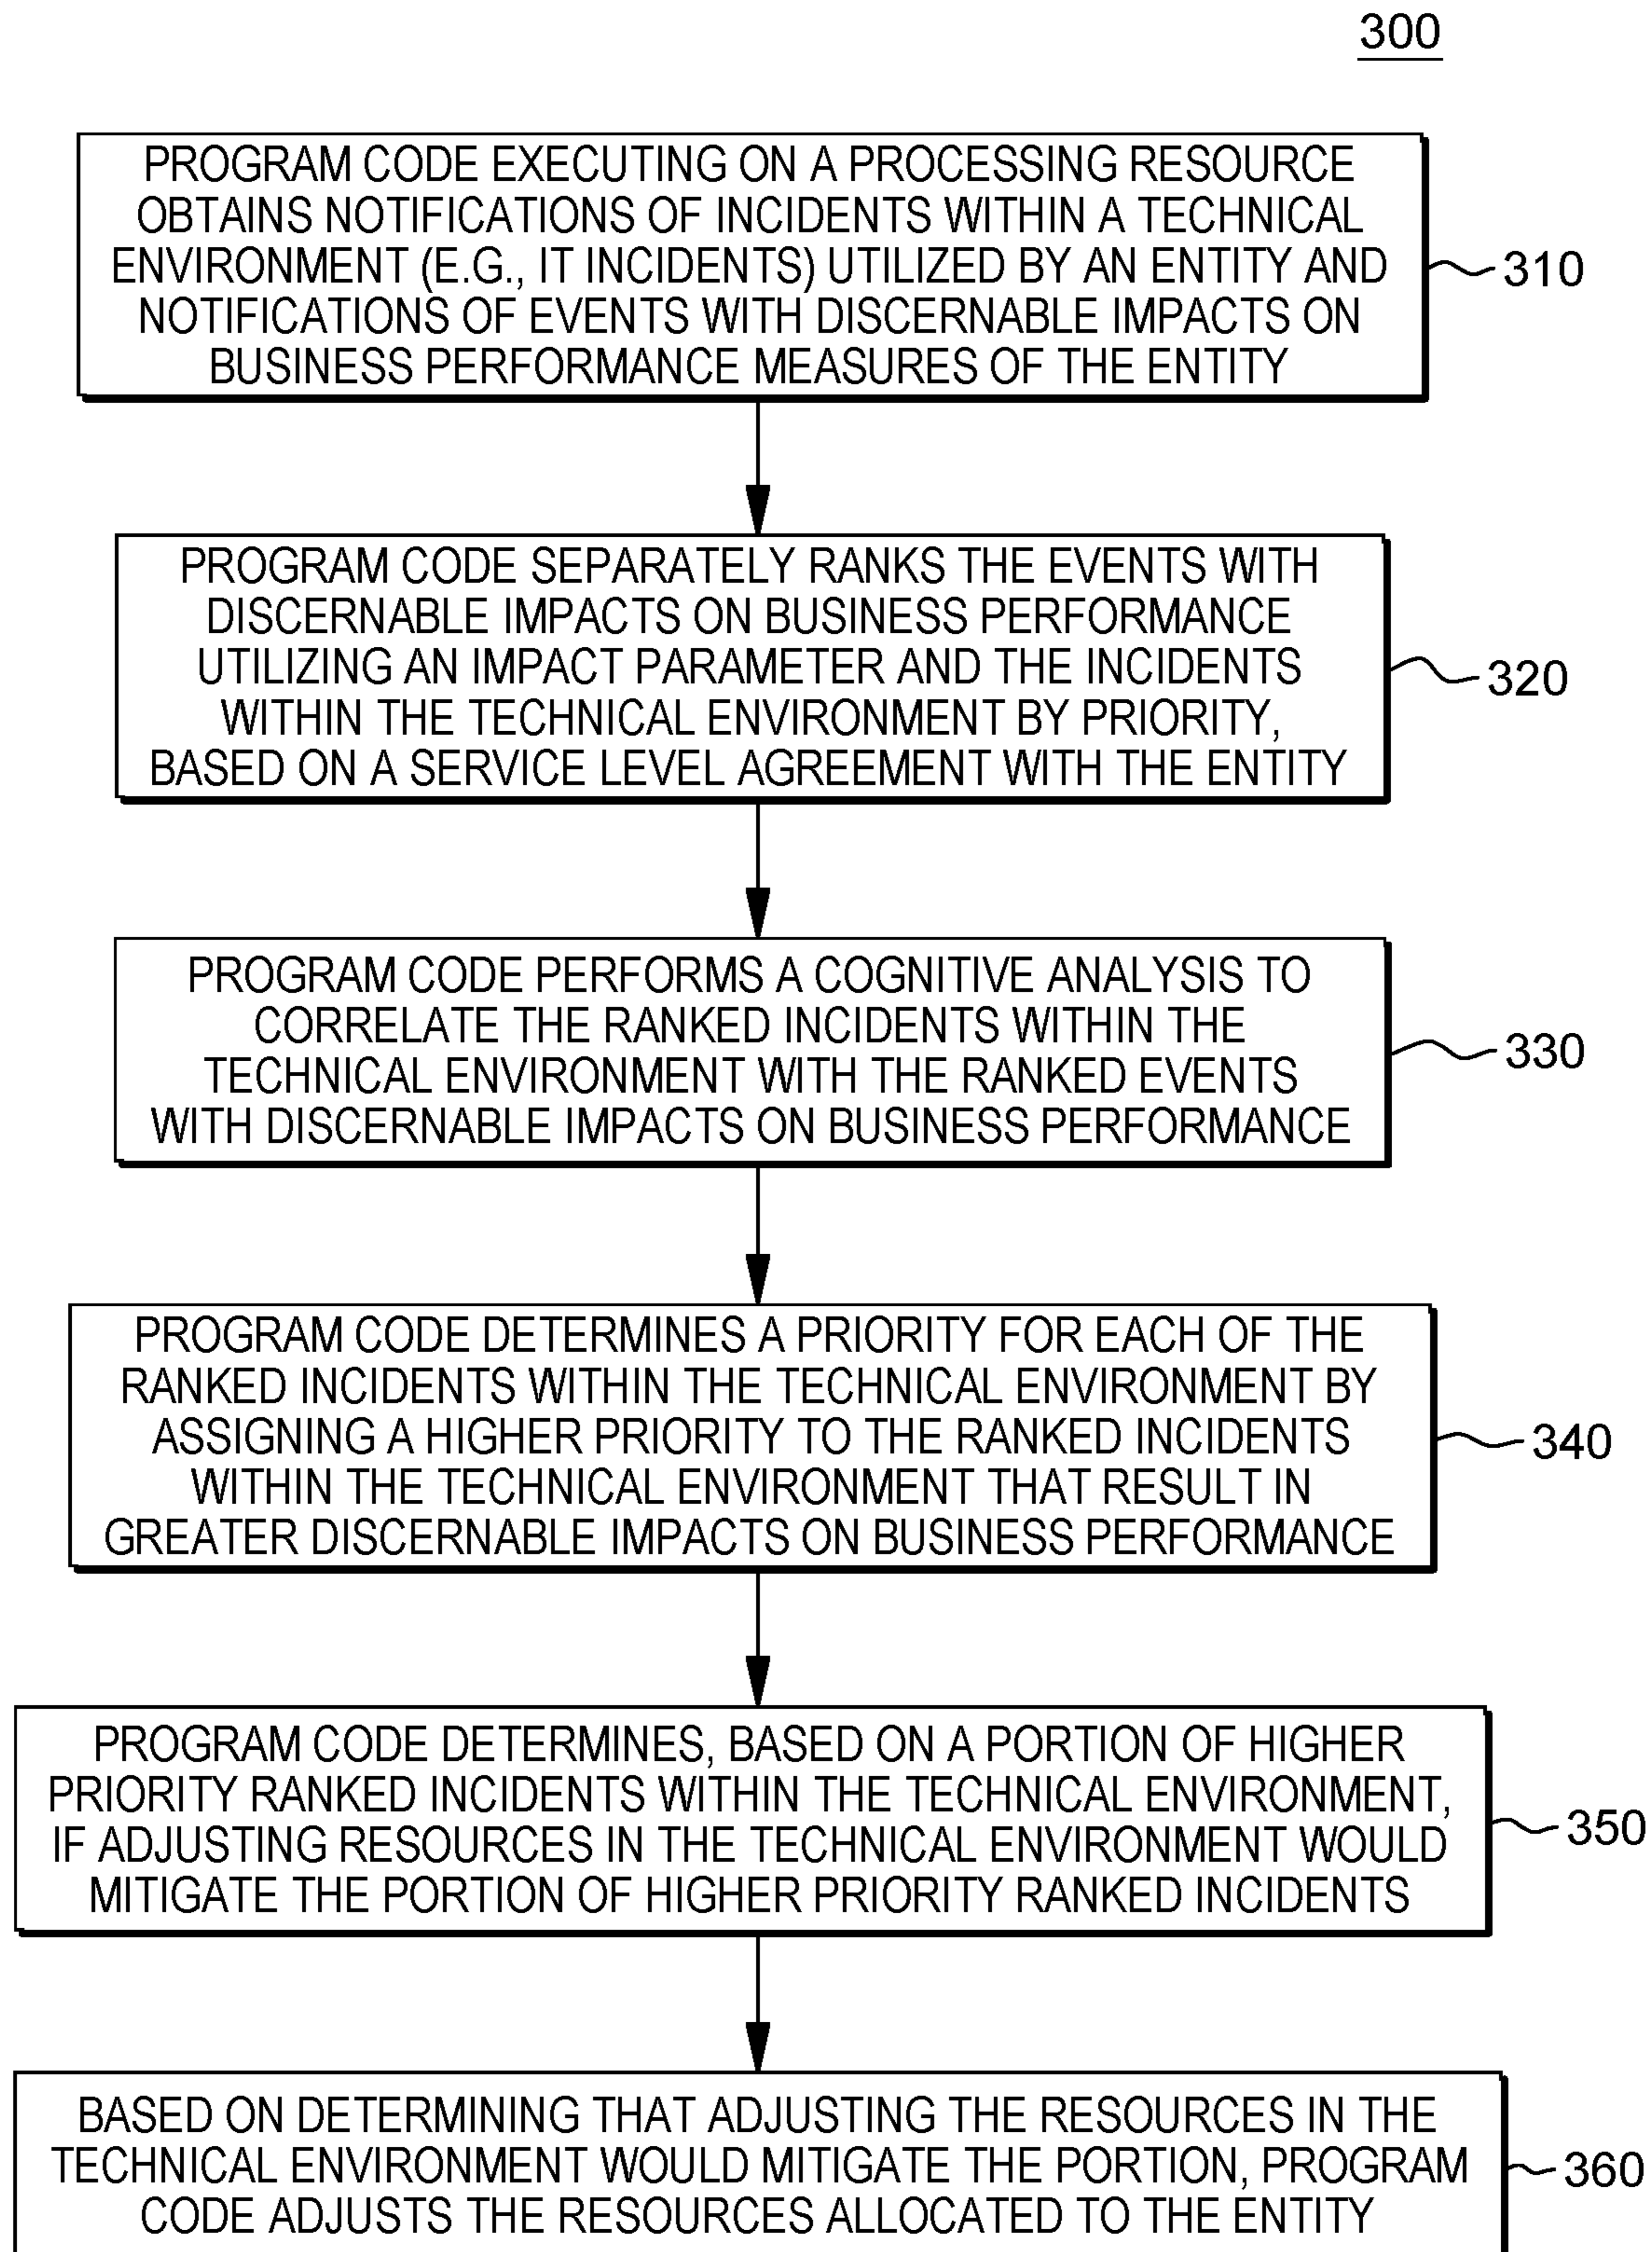 300
PROGRAM CODE EXECUTING ON A PROCESSING RESOURCE
OBTAINS NOTIFICATIONS OF INCIDENTS WITHIN A TECHNICAL
ENVIRONMENT (E.G., IT INCIDENTS) UTILIZED BY AN ENTITY AND
NOTIFICATIONS OF EVENTS WITH DISCERNABLE IMPACTS ON
BUSINESS PERFORMANCE MEASURES OF THE ENTITY
310
PROGRAM CODE SEPARATELY RANKS THE EVENTS WITH
DISCERNABLE IMPACTS ON BUSINESS PERFORMANCE
UTILIZING AN IMPACT PARAMETER AND THE INCIDENTS
WITHIN THE TECHNICAL ENVIRONMENT BY PRIORITY,
BASED ON A SERVICE LEVEL AGREEMENT WITH THE ENTITY
320
PROGRAM CODE PERFORMS A COGNITIVE ANALYSIS TO
CORRELATE THE RANKED INCIDENTS WITHIN THE
TECHNICAL ENVIRONMENT WITH THE RANKED EVENTS
WITH DISCERNABLE IMPACTS ON BUSINESS PERFORMANCE
330
PROGRAM CODE DETERMINES A PRIORITY FOR EACH OF THE
RANKED INCIDENTS WITHIN THE TECHNICAL ENVIRONMENT BY
ASSIGNING A HIGHER PRIORITY TO THE RANKED INCIDENTS
WITHIN THE TECHNICAL ENVIRONMENT THAT RESULT IN
GREATER DISCERNABLE IMPACTS ON BUSINESS PERFORMANCE
340
PROGRAM CODE DETERMINES, BASED ON A PORTION OF HIGHER
PRIORITY RANKED INCIDENTS WITHIN THE TECHNICAL ENVIRONMENT,
IF ADJUSTING RESOURCES IN THE TECHNICAL ENVIRONMENT WOULD
MITIGATE THE PORTION OF HIGHER PRIORITY RANKED INCIDENTS
350
BASED ON DETERMINING THAT ADJUSTING THE RESOURCES IN THE
TECHNICAL ENVIRONMENT WOULD MITIGATE THE PORTION, PROGRAM
CODE ADJUSTS THE RESOURCES ALLOCATED TO THE ENTITY
360